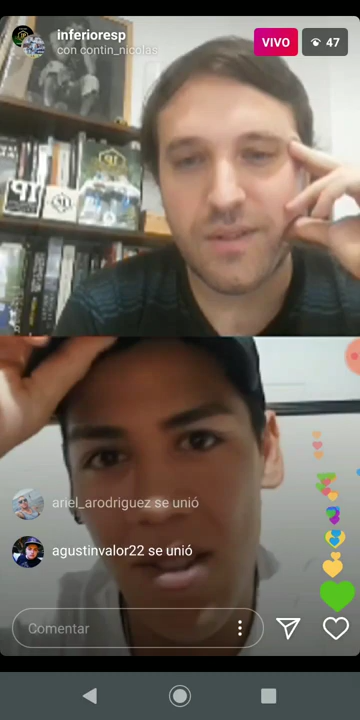 inferioresp
con contin_nicolas
VIVO
47
ariel_arodriguez se unió
agustinvalor22 se unió
Comentar